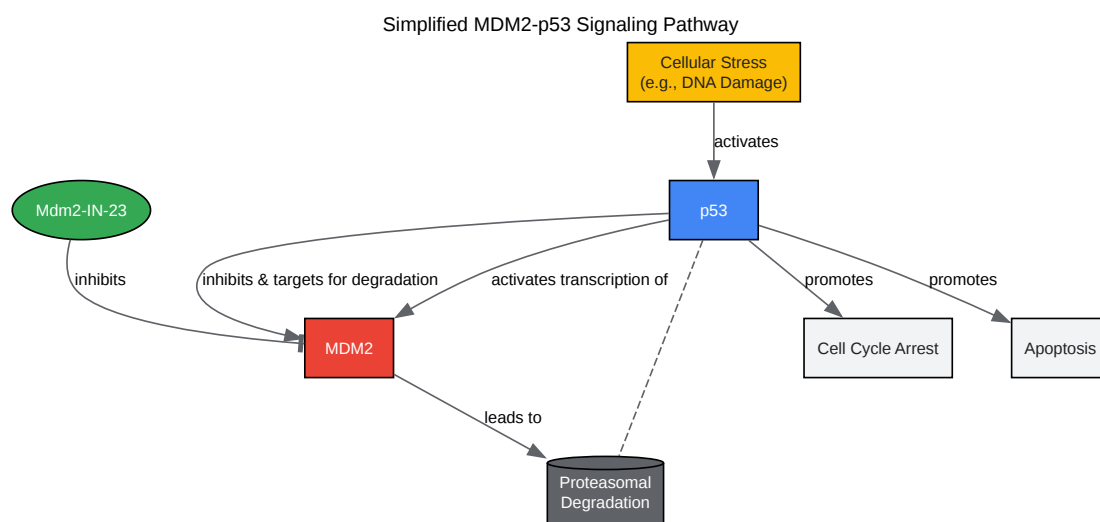 Simplified MDM2-p53 Signaling Pathway
Cellular Stress
(e.g., DNA Damage)
activates
Mdm2-IN-23
p53
inhibits
inhibits & targets for degradation
activates transcription of
promotes
promotes
MDM2
Cell Cycle Arrest
Apoptosis
leads to
Proteasomal
Degradation